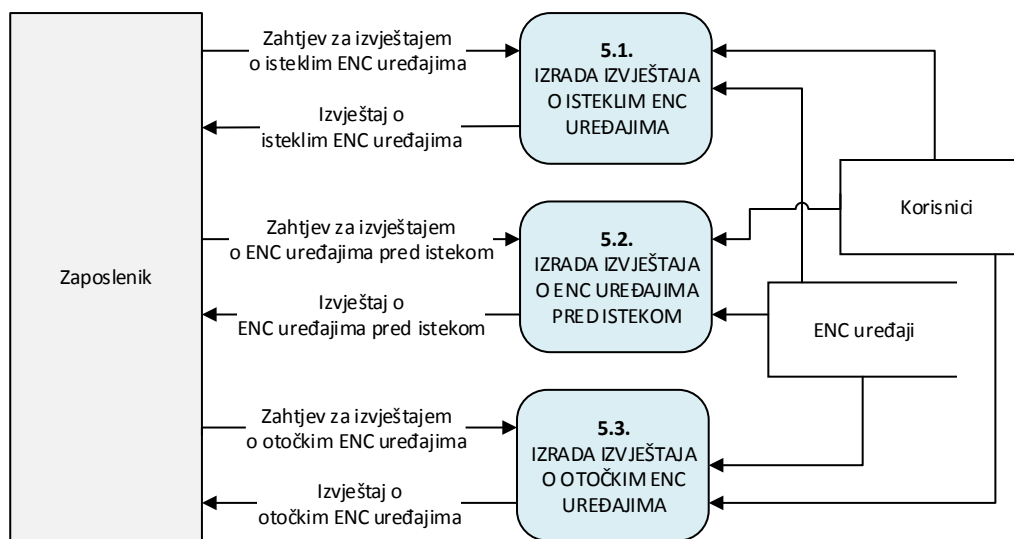 Zaposlenik
Zahtjev za izvještajem
o isteklim ENC uređajima
Izvještaj o
isteklim ENC uređajima
5.1.
IZRADA IZVJEŠTAJA
O ISTEKLIM ENC
UREĐAJIMA
Zahtjev za izvještajem
o ENC uređajima pred istekom
Izvještaj o
ENC uređajima pred istekom
5.2.
IZRADA IZVJEŠTAJA
O ENC UREĐAJIMA
PRED ISTEKOM
Zahtjev za izvještajem
o otočkim ENC uređajima
Izvještaj o
otočkim ENC uređajima
5.3.
IZRADA IZVJEŠTAJA
O OTOČKIM ENC
UREĐAJIMA
Korisnici
ENC uređaji